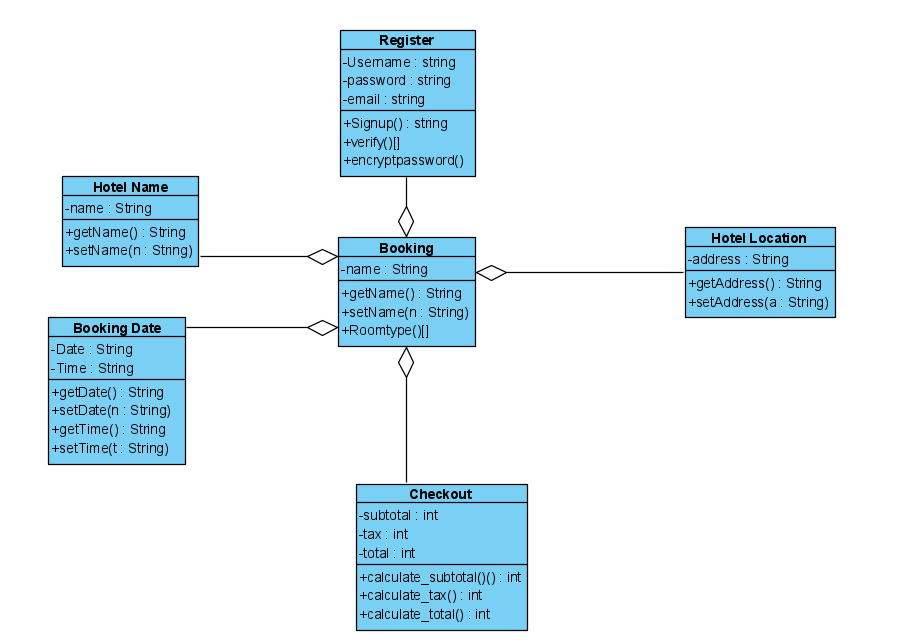 Register
-Username : string
-password : string
-email : string
+Signup() : string
+verify()[]
+encryptpassword()
Hotel Name
-name : String
+getName() : String
+setName(n : String)
Booking
-name : String
+getName() : String
+setName(n : String)
+Roomtype()[]
Hotel Location
-address : String
+getAddress() : String
+setAddress(a : String)
Booking Date
-Date : String
-Time : String
+getDate() : String
+setDate(n : String)
+getTime() : String
+setTime(t : String)
Checkout
-subtotal : int
-tax : int
-total : int
+calculate_subtotal()() : int
+calculate_tax() : int
+calculate_total() : int